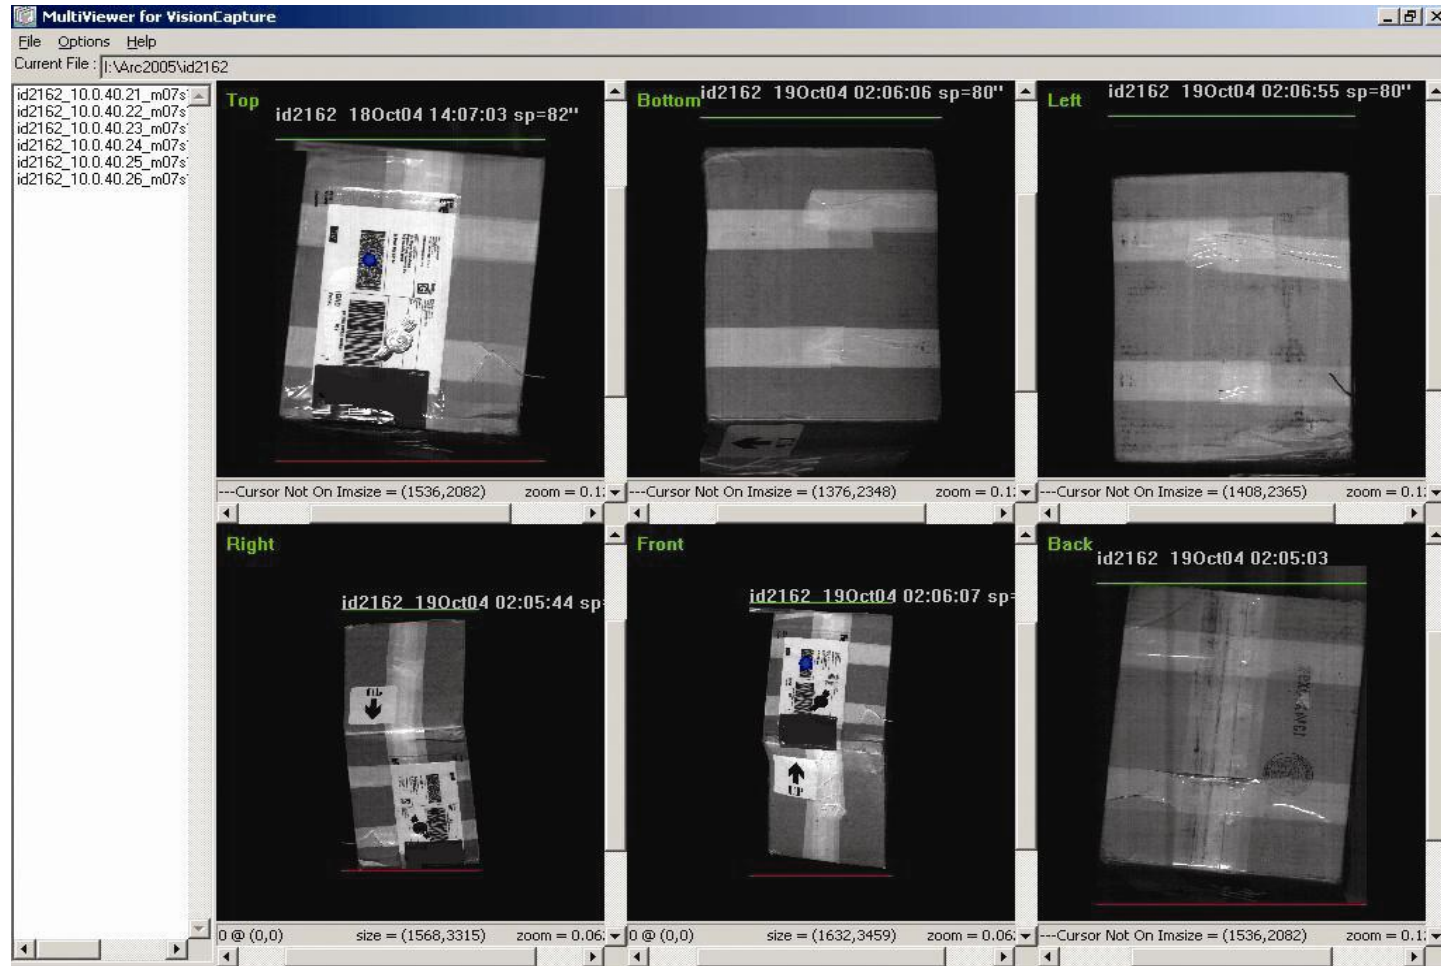 MultiViewer for VisionCapture
File Options Help
Current File : I:\Arc2005\id2162
id2162_10.0.40.21_m07s
id2162_10.0.40.22_m07s
id2162_10.0.40.23_m07s
id2162_10.0.40.24_m07s
id2162_10.0.40.25_m07s
id2162_10.0.40.26_m07s
Top
id2162 18Oct04 14:07:03 sp=82"
---Cursor Not On Imsize = (1536,2082) zoom = 0.1
Bottom
id2162 19Oct04 02:06:06 sp=80"
---Cursor Not On Imsize = (1376,2348) zoom = 0.1
Left
id2162 19Oct04 02:06:55 sp=80"
---Cursor Not On Imsize = (1408,2365) zoom = 0.1
Right
id2162 19Oct04 02:05:44 sp=
UP
0 @ (0,0) size = (1568,3315) zoom = 0.06
Front
id2162 19Oct04 02:06:07 sp=
UP
0 @ (0,0) size = (1632,3459) zoom = 0.06
Back
id2162 19Oct04 02:05:03
---Cursor Not On Imsize = (1536,2082) zoom = 0.1